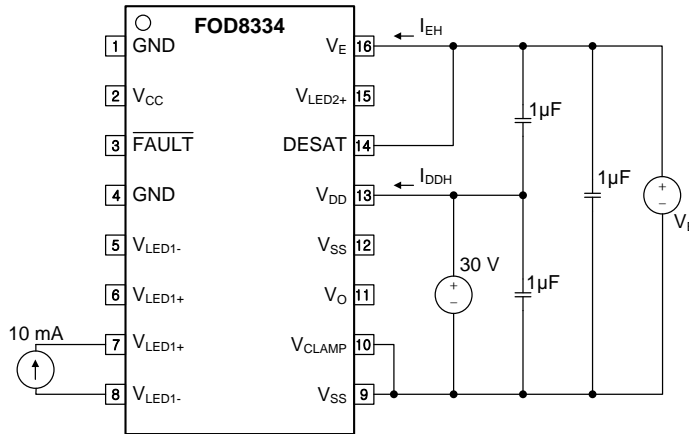 FOD8334
1 GND
2 VCC
3 FAULT
4 GND
5 VLED1-
6 VLED1+
7 VLED1+
8 VLED1-
10 mA
VE 16
VLED2+ 15
DESAT 14
VDD 13
VSS 12
VO 11
VCLAMP 10
VSS 9
IEH
IDDH
1µF
1µF
1µF
30 V
+
−
+
−
VE